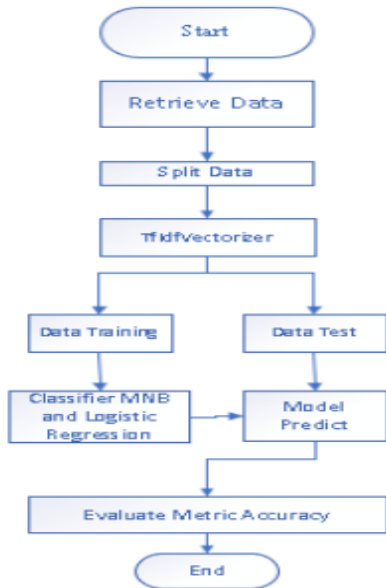 Start
Retrieve Data
Split Data
TfIdfVectorizer
Data Training
Data Test
Classifier MNB
and Logistic
Regression
Model
Predict
Evaluate Metric Accuracy
End